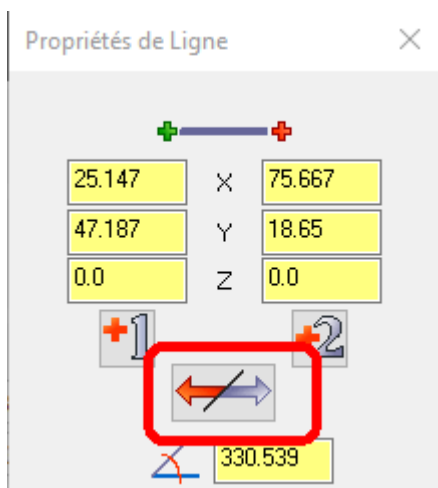 Propriétés de Ligne
25.147 X 75.667
47.187 Y 18.65
0.0 Z 0.0
1 2
330.539